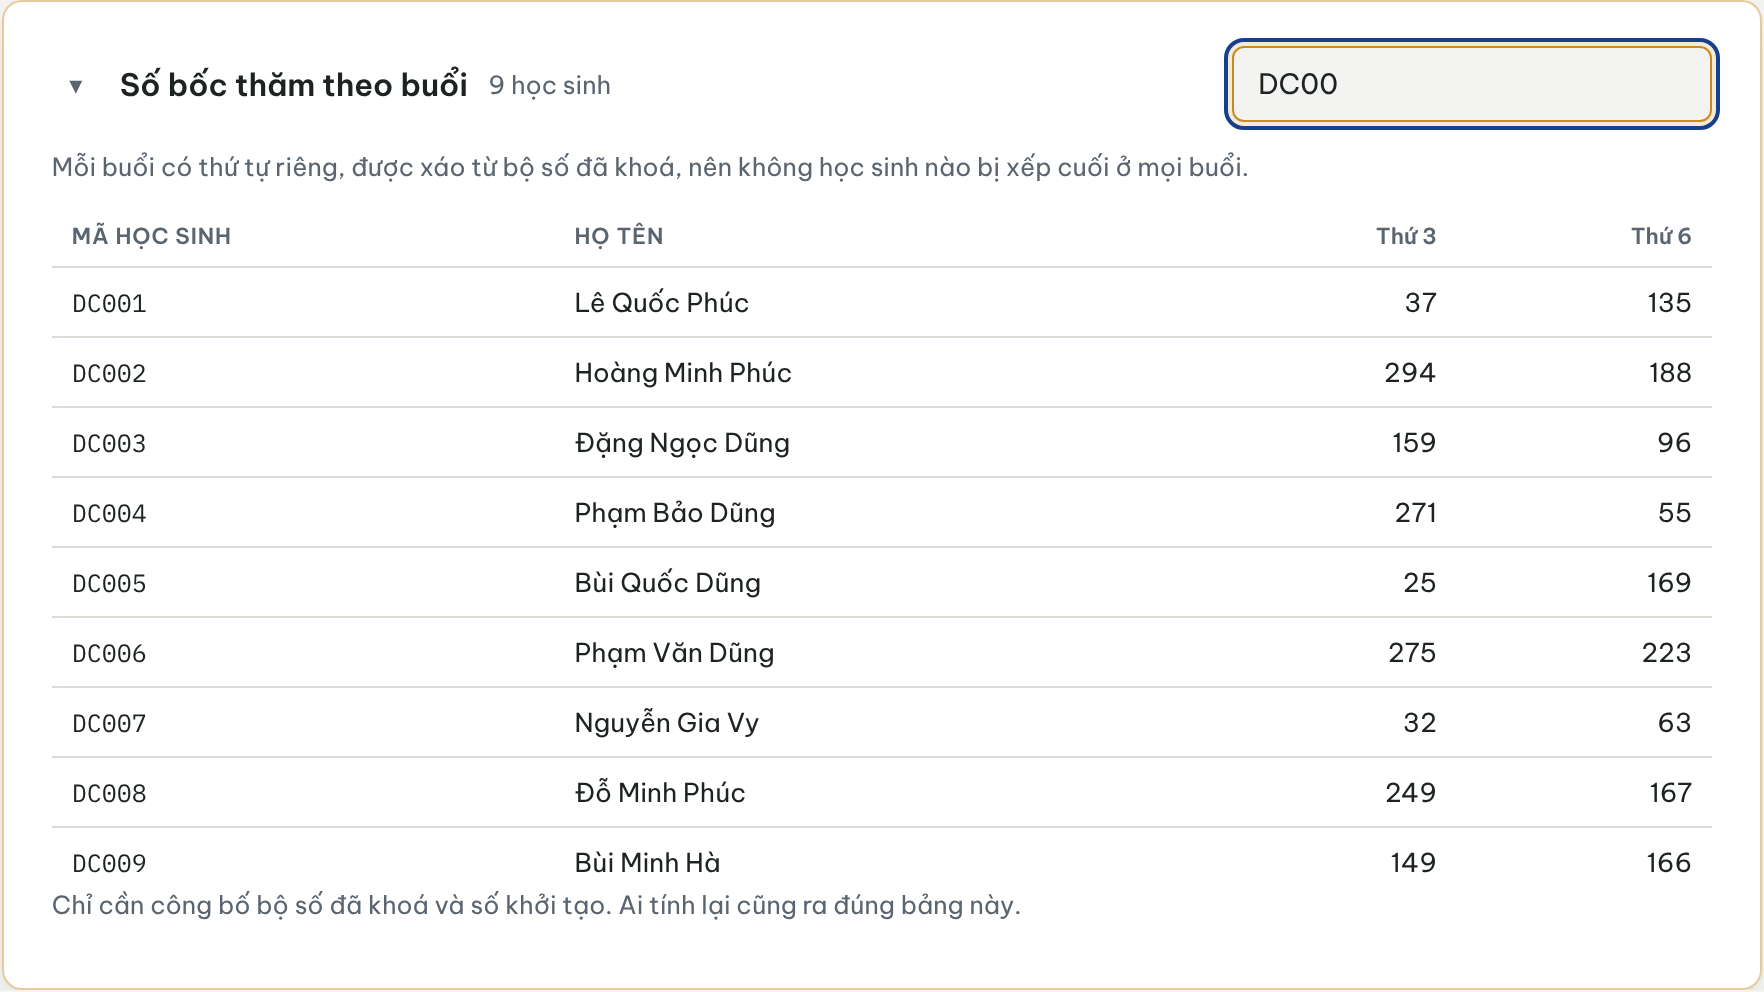 ▼ Số bốc thăm theo buổi 9 học sinh DC00
Mỗi buổi có thứ tự riêng, được xáo từ bộ số đã khoá, nên không học sinh nào bị xếp cuối ở mọi buổi.
MÃ HỌC SINH HỌ TÊN Thứ 3 Thứ 6
DC001 Lê Quốc Phúc 37 135
DC002 Hoàng Minh Phúc 294 188
DC003 Đặng Ngọc Dũng 159 96
DC004 Phạm Bảo Dũng 271 55
DC005 Bùi Quốc Dũng 25 169
DC006 Phạm Văn Dũng 275 223
DC007 Nguyễn Gia Vy 32 63
DC008 Đỗ Minh Phúc 249 167
DC009 Bùi Minh Hà 149 166
Chỉ cần công bố bộ số đã khoá và số khởi tạo. Ai tính lại cũng ra đúng bảng này.